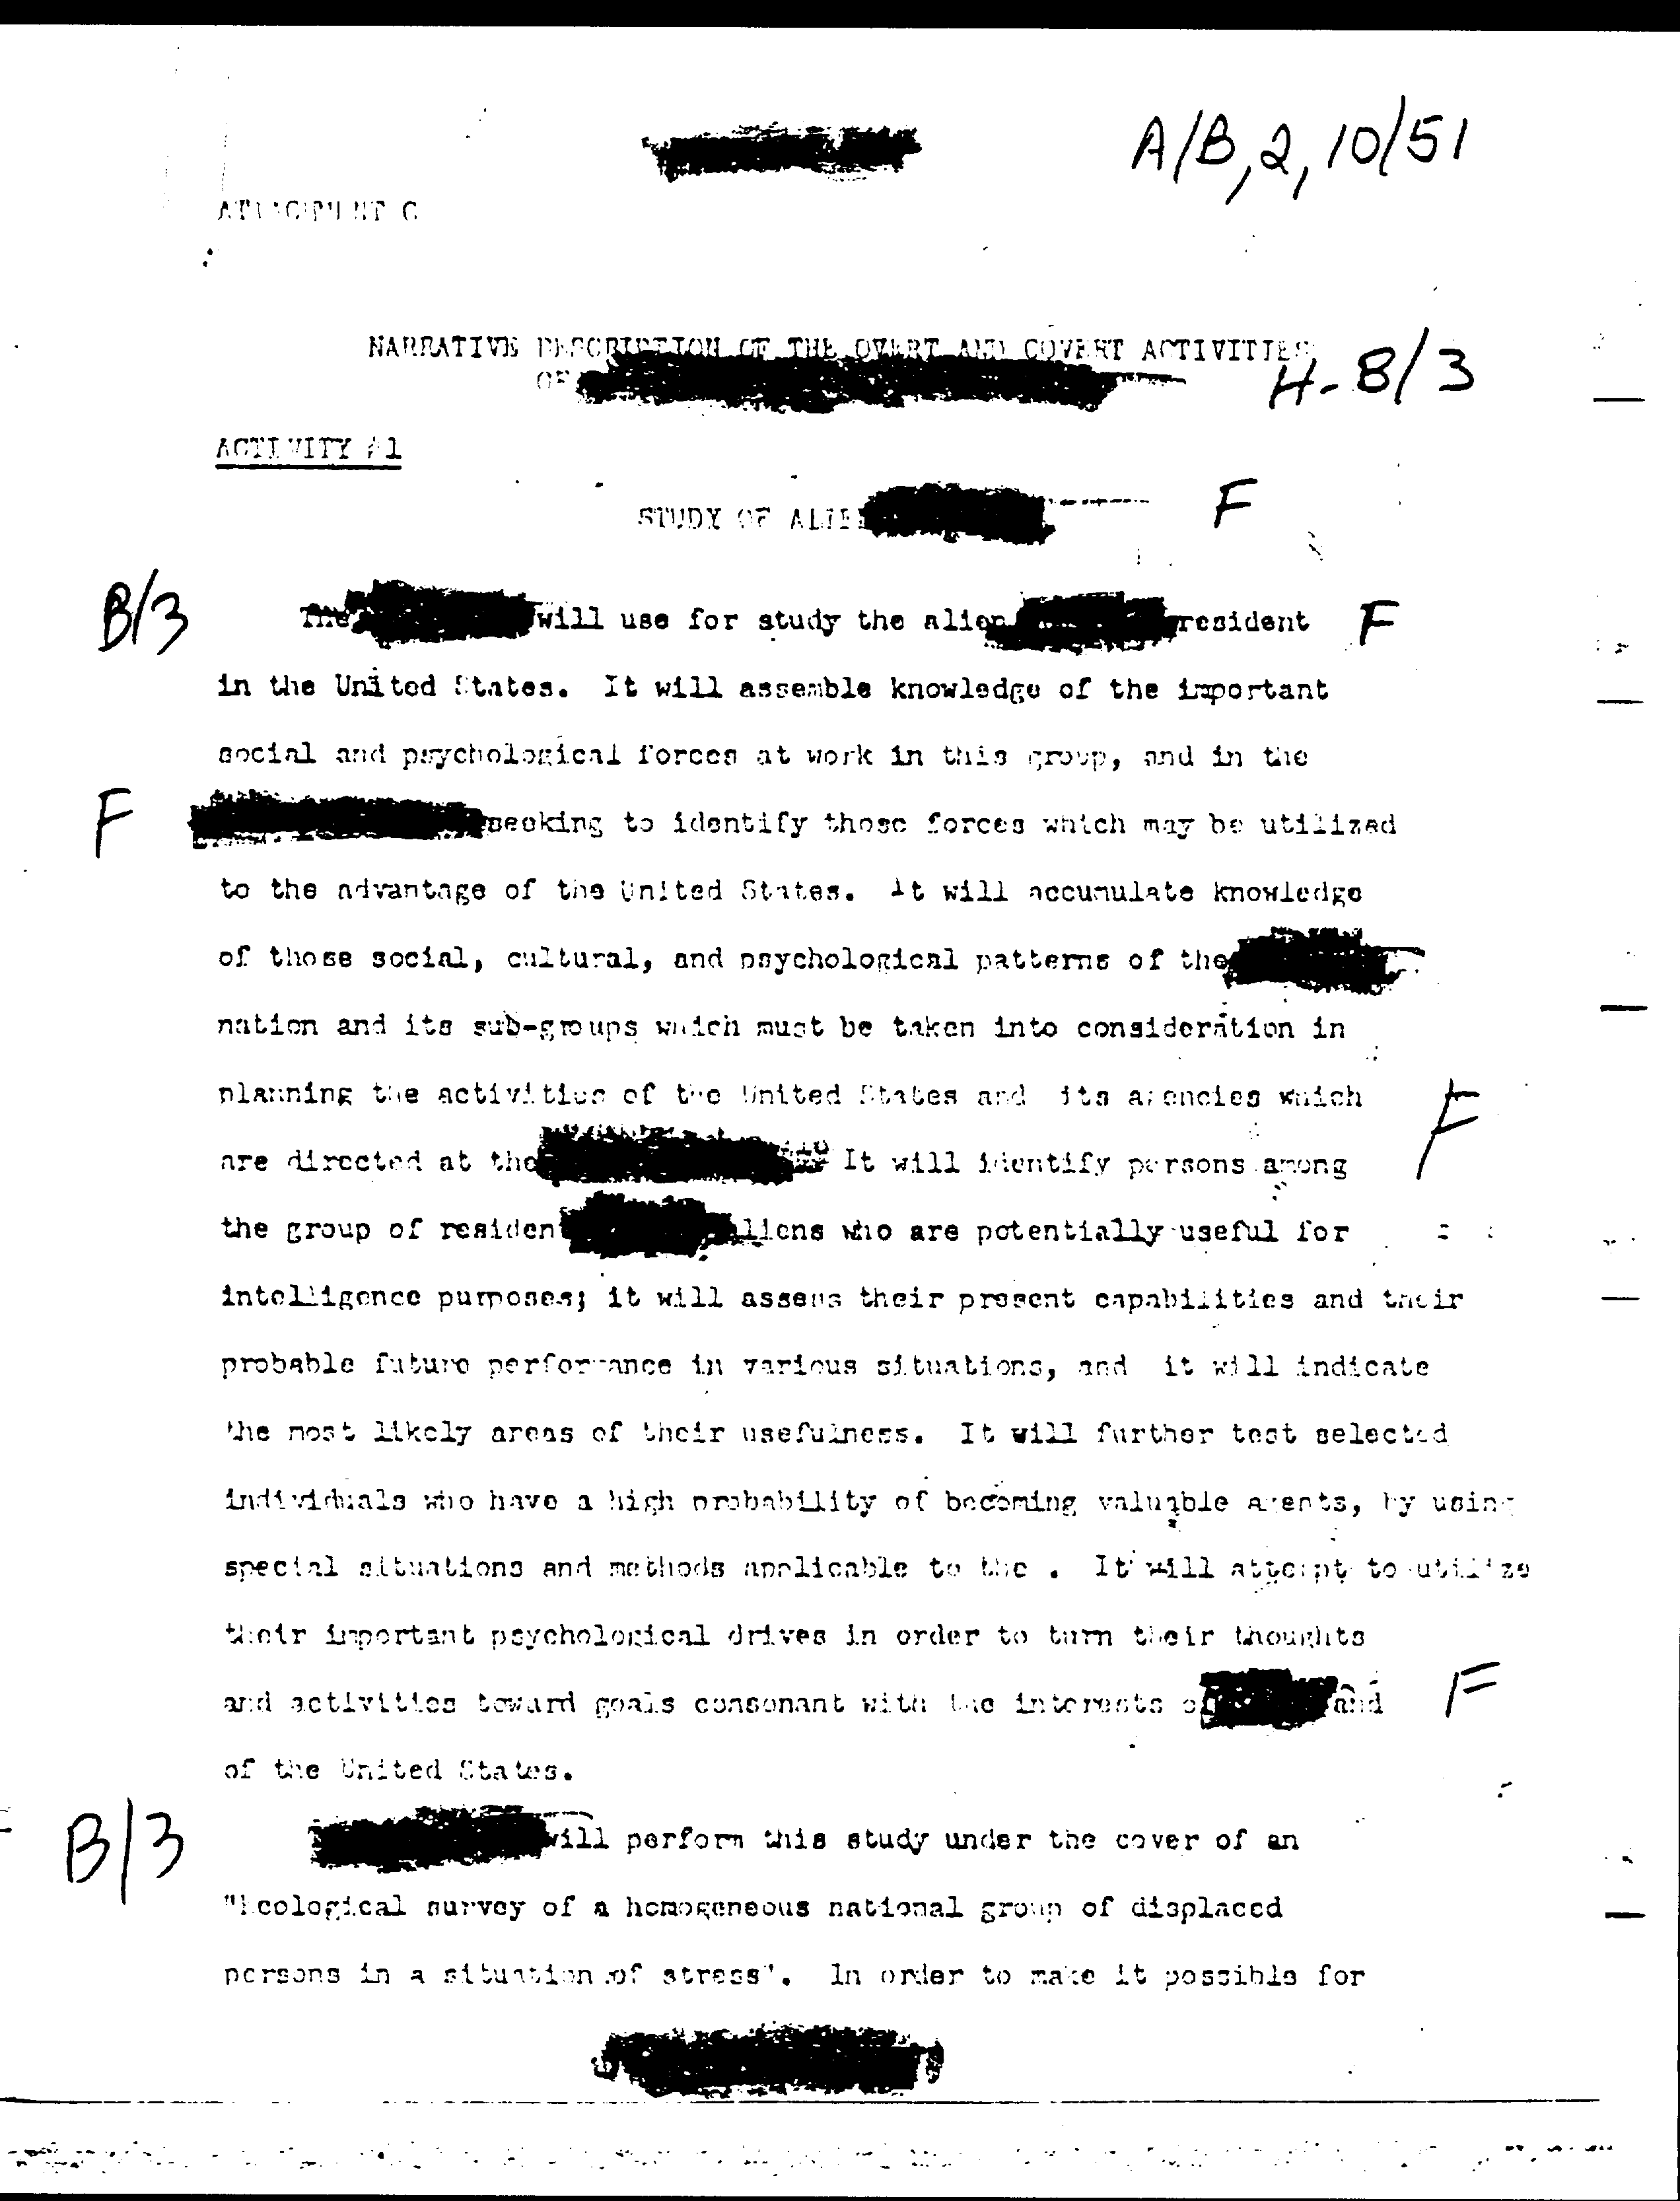 A/B, 2, 10/51
ATTACHMENT C
NARRATIVE DESCRIPTION OF THE OVERT AND COVERT ACTIVITIES
OF
H-B/3
ACTIVITY #1
STUDY OF ALIEN F
B/3 The will use for study the alien resident F
in the United States. It will assemble knowledge of the important
social and psychological forces at work in this group, and in the
F seeking to identify those forces which may be utilized
to the advantage of the United States. It will accumulate knowledge
of those social, cultural, and psychological patterns of the
nation and its sub-groups which must be taken into consideration in
planning the activities of the United States and its agencies which
are directed at the It will identify persons among F
the group of resident aliens who are potentially useful for
intelligence purposes; it will assess their present capabilities and their
probable future performance in various situations, and it will indicate
the most likely areas of their usefulness. It will further test selected
individuals who have a high probability of becoming valuable agents, by using
special situations and methods applicable to the . It will attempt to utilize
their important psychological drives in order to turn their thoughts
and activities toward goals consonant with the interests of and F
of the United States.
B/3 will perform this study under the cover of an
"Ecological survey of a homogeneous national group of displaced
persons in a situation of stress". In order to make it possible for